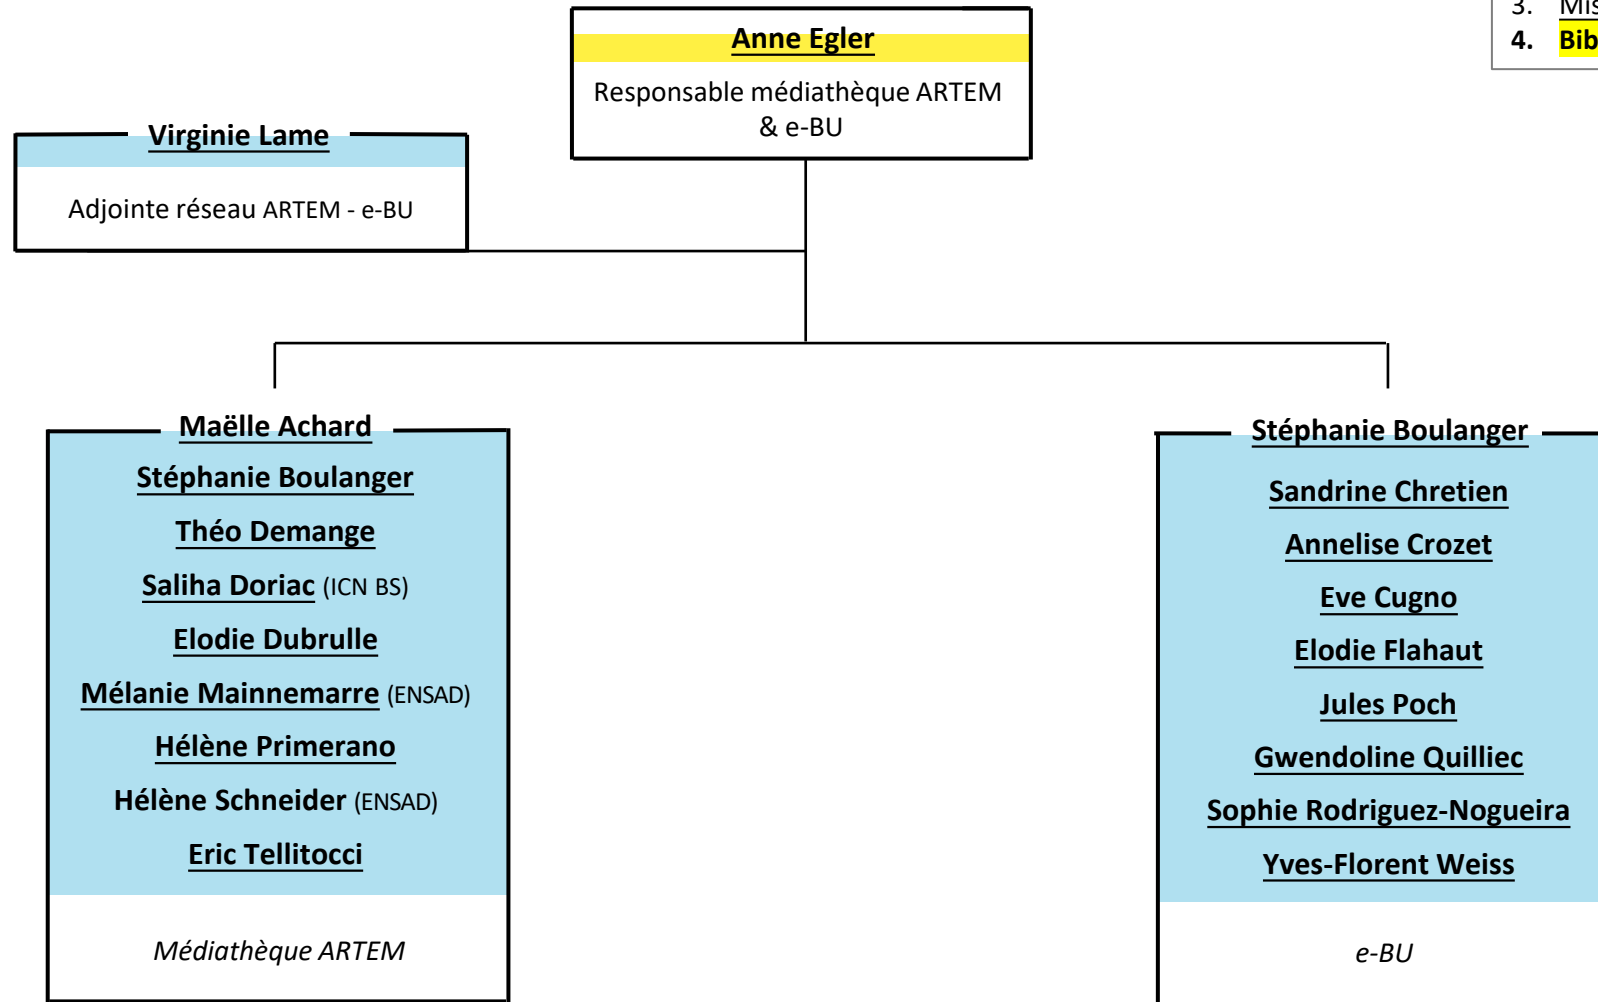 3. Mis
4. Bib
Anne Egler
Responsable médiathèque ARTEM
& e-BU
Virginie Lame
Adjointe réseau ARTEM - e-BU
Maëlle Achard
Stéphanie Boulanger
Théo Demange
Saliha Doriac (ICN BS)
Elodie Dubrulle
Mélanie Mainnemarre (ENSAD)
Hélène Primerano
Hélène Schneider (ENSAD)
Eric Tellitocci
Médiathèque ARTEM
Stéphanie Boulanger
Sandrine Chretien
Annelise Crozet
Eve Cugno
Elodie Flahaut
Jules Poch
Gwendoline Quilliec
Sophie Rodriguez-Nogueira
Yves-Florent Weiss
e-BU